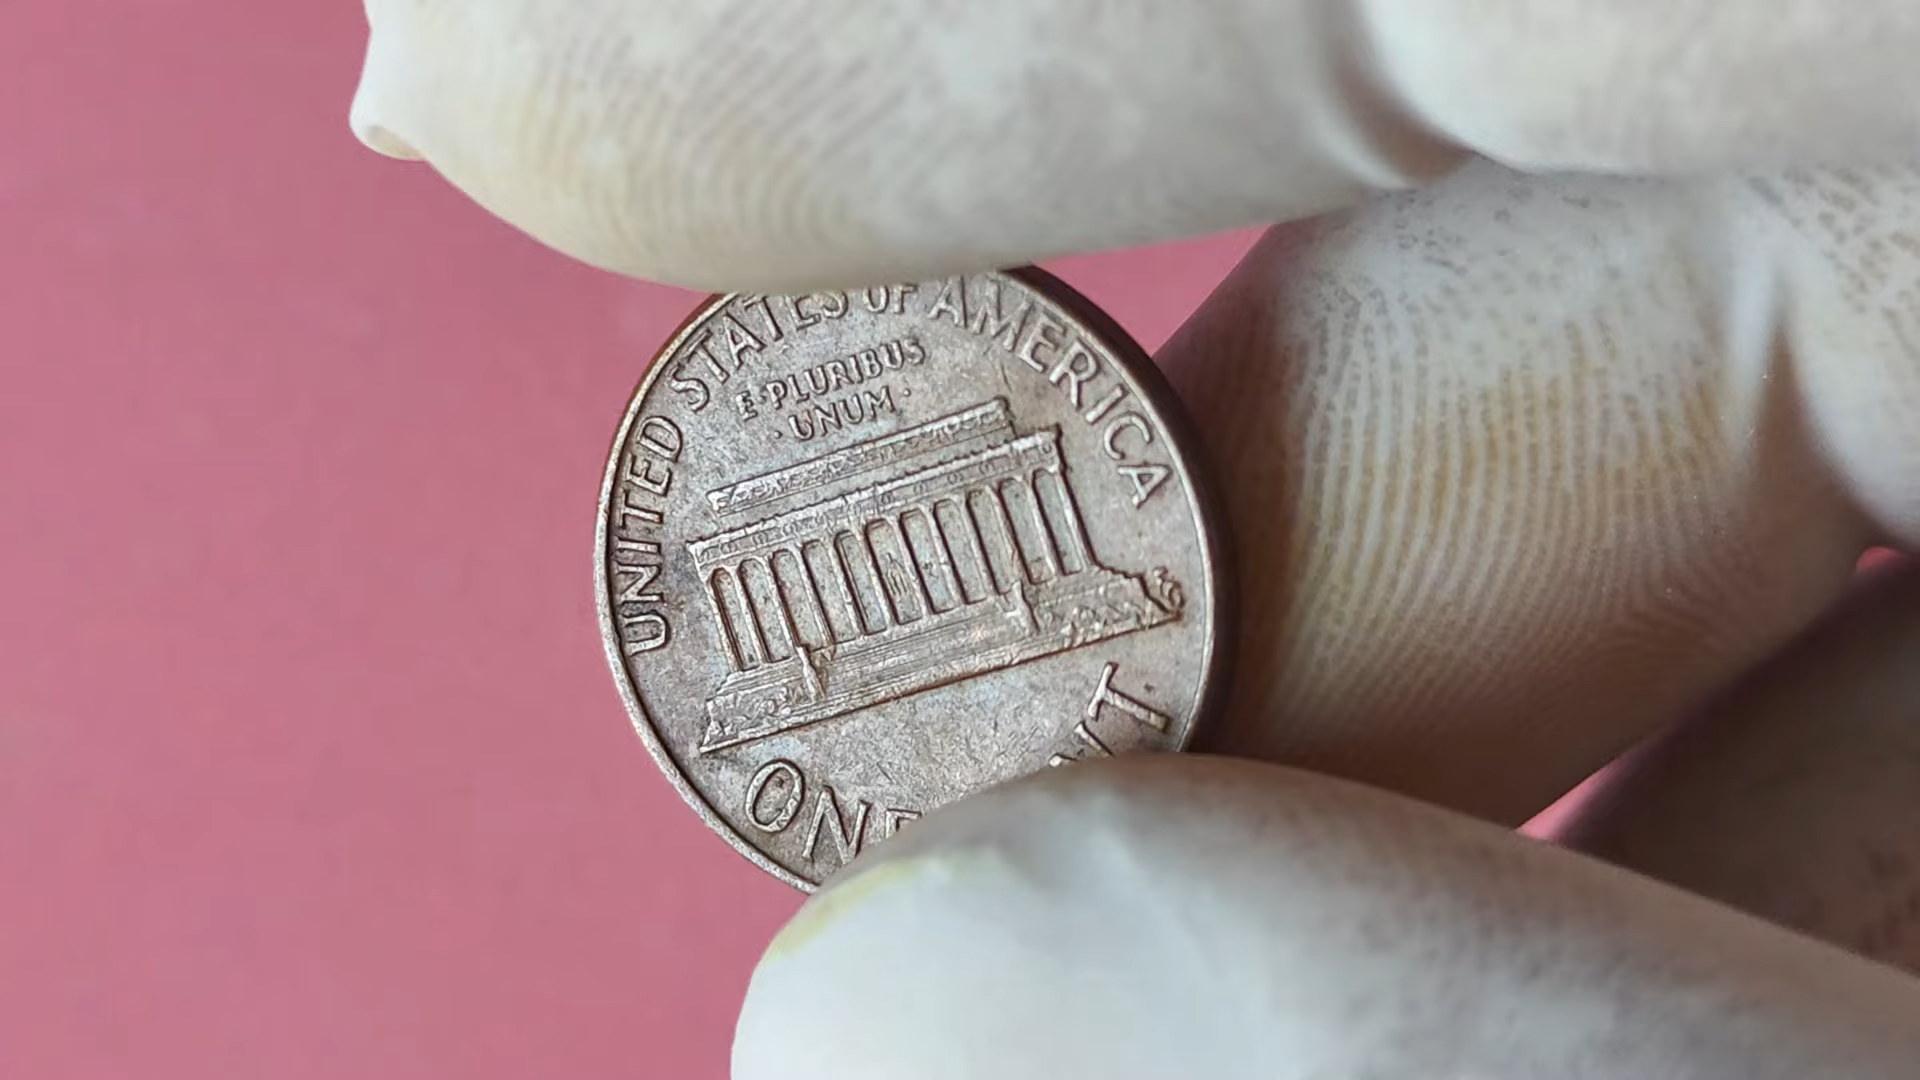 UNITED STATES OF AMERICA
E·PLURIBUS
·UNUM·
ONE